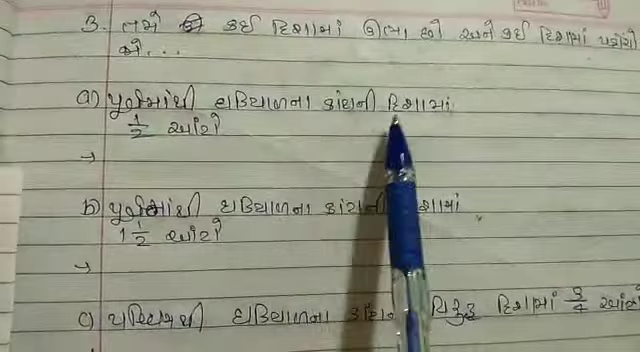 3. તમે કઈ દિશામાં ઊભા છો અને કઈ દિશામાં પહોંચો
જો...
a) પૂર્વમાંથી ઘડિયાળના કાંટાની દિશામાં
1/2 આંટો
→
b) પૂર્વમાંથી ઘડિયાળના કાંટાની દિશામાં
1 1/2 આંટો
→
c) પશ્ચિમથી ઘડિયાળના કાંટાની વિરુદ્ધ દિશામાં 3/4 આંટો